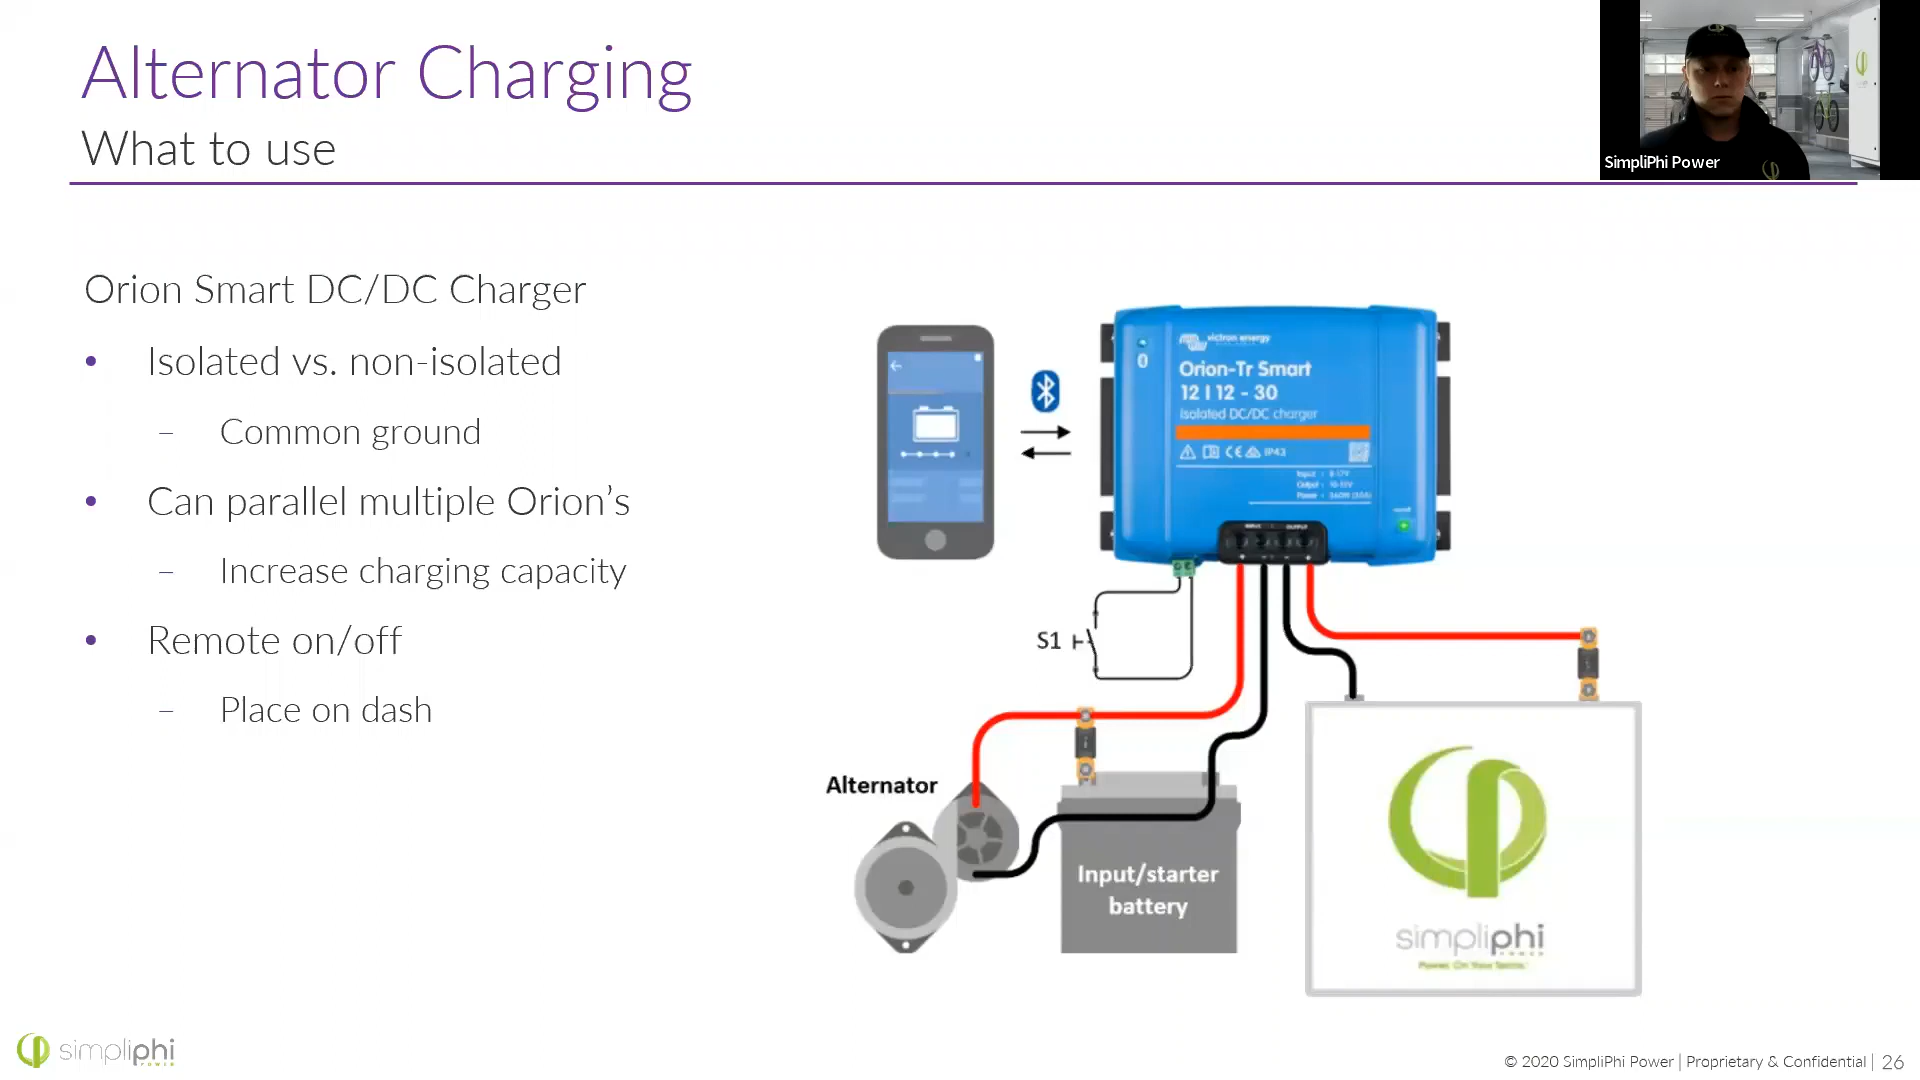 Alternator Charging
What to use
SimpliPhi Power
Orion Smart DC/DC Charger
• Isolated vs. non-isolated
– Common ground
• Can parallel multiple Orion’s
– Increase charging capacity
• Remote on/off
– Place on dash
victron energy
Orion-Tr Smart
12 | 12 - 30
Isolated DC/DC charger
CE IP43
Input :
Output :
Power :
INPUT OUTPUT
S1
Alternator
Input/starter
battery
simpliphi
POWER
Power. On Your Terms.
simpliphi
POWER
© 2020 SimpliPhi Power | Proprietary & Confidential | 26